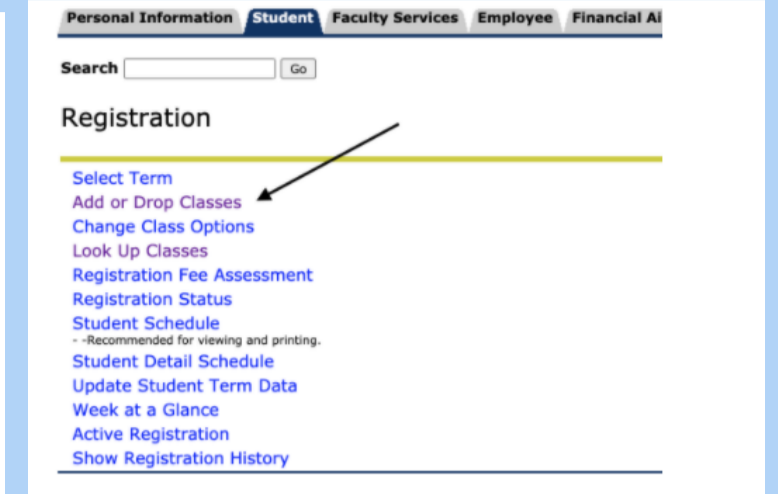 Personal Information Student Faculty Services Employee Financial Ai
Search Go
Registration
Select Term
Add or Drop Classes
Change Class Options
Look Up Classes
Registration Fee Assessment
Registration Status
Student Schedule
- -Recommended for viewing and printing.
Student Detail Schedule
Update Student Term Data
Week at a Glance
Active Registration
Show Registration History